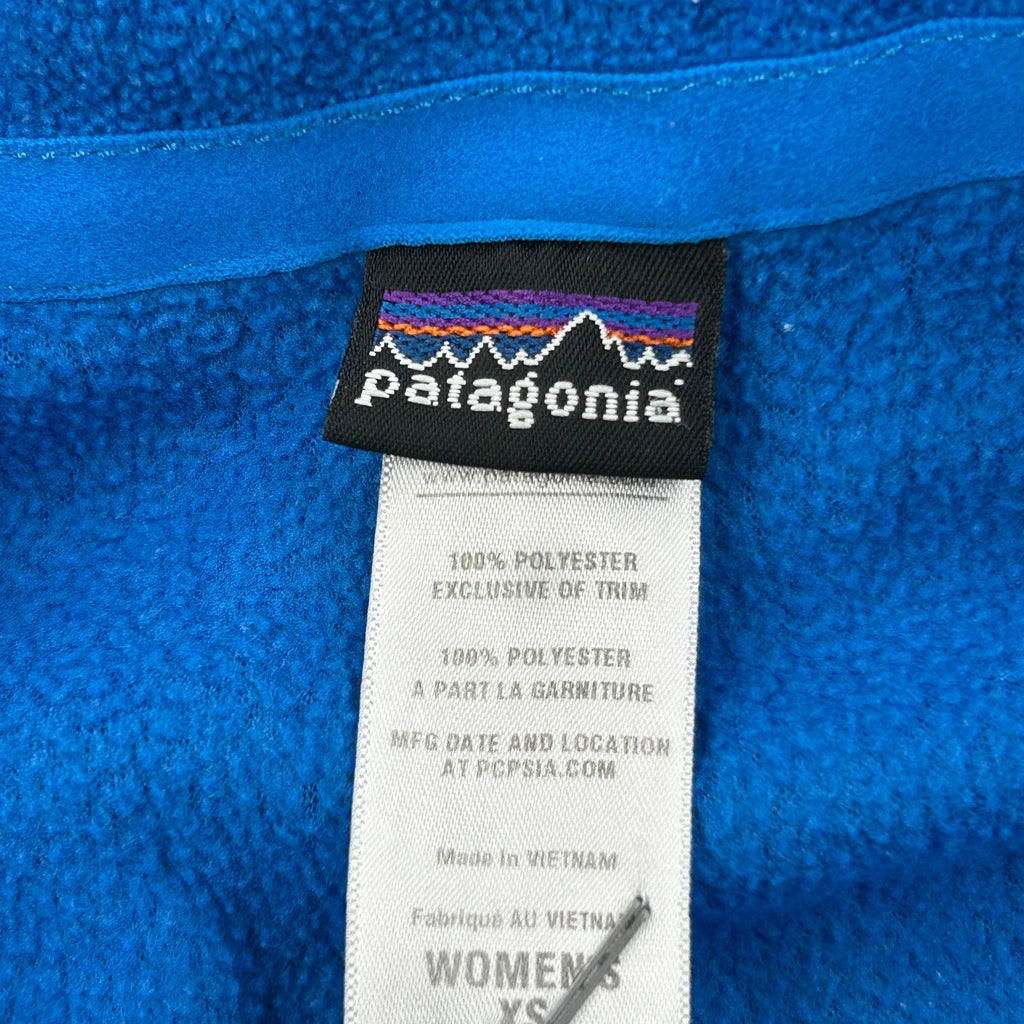 patagonia
100% POLYESTER
EXCLUSIVE OF TRIM
100% POLYESTER
A PART LA GARNITURE
MFG DATE AND LOCATION
AT PCPSIA.COM
Made in VIETNAM
Fabriqué AU
WOMEN'S
XS